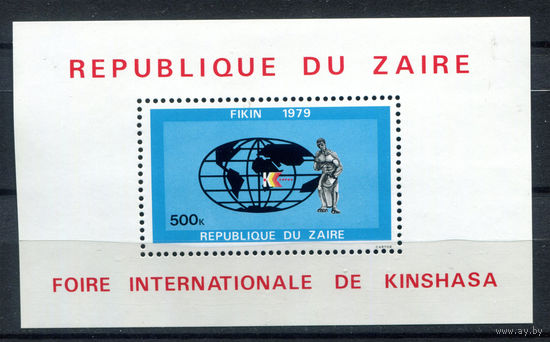 REPUBLIQUE DU ZAIRE
FIKIN 1979
500K
REPUBLIQUE DU ZAIRE
FOIRE INTERNATIONALE DE KINSHASA
www.ay.by